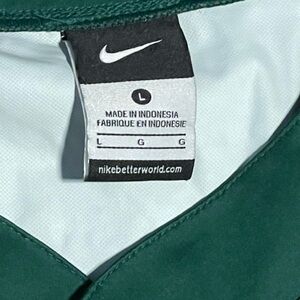 L
MADE IN INDONESIA
FABRIQUE EN INDONESIE
L G G
nikebetterworld.com